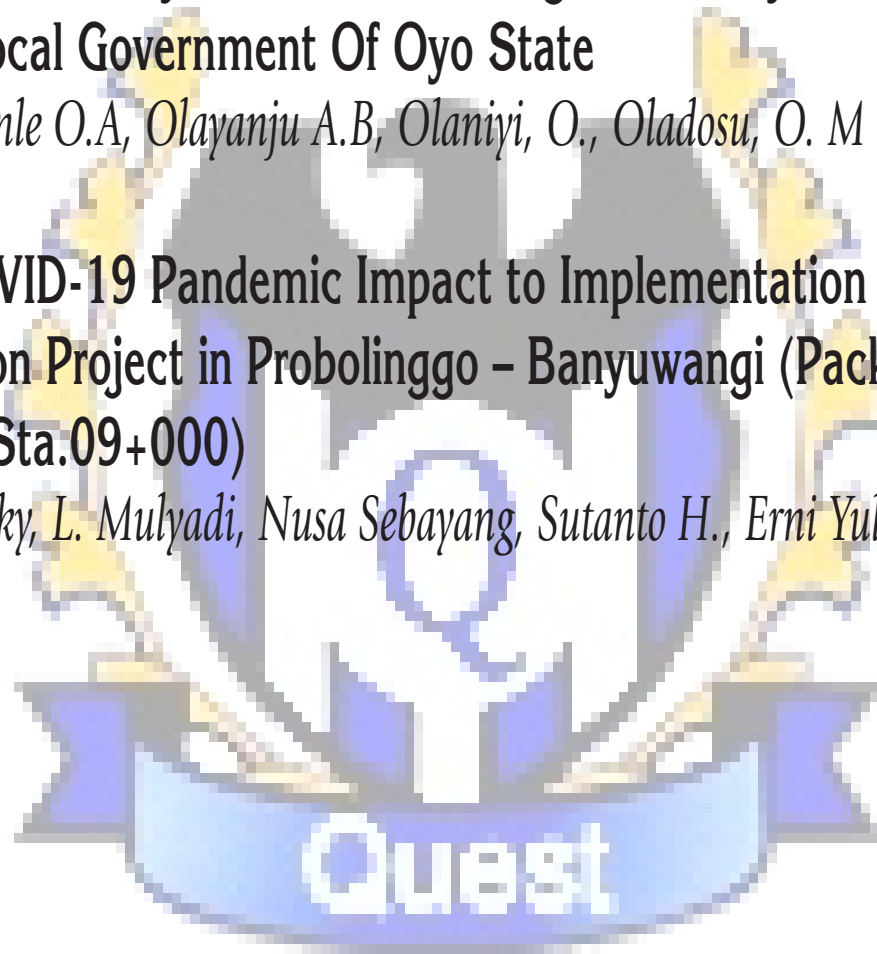 ocal Government Of Oyo State
nle O.A, Olayanju A.B, Olaniyi, O., Oladosu, O. M
VID-19 Pandemic Impact to Implementation
on Project in Probolinggo – Banyuwangi (Pack
Sta.09+000)
ky, L. Mulyadi, Nusa Sebayang, Sutanto H., Erni Yul
Q
Quest